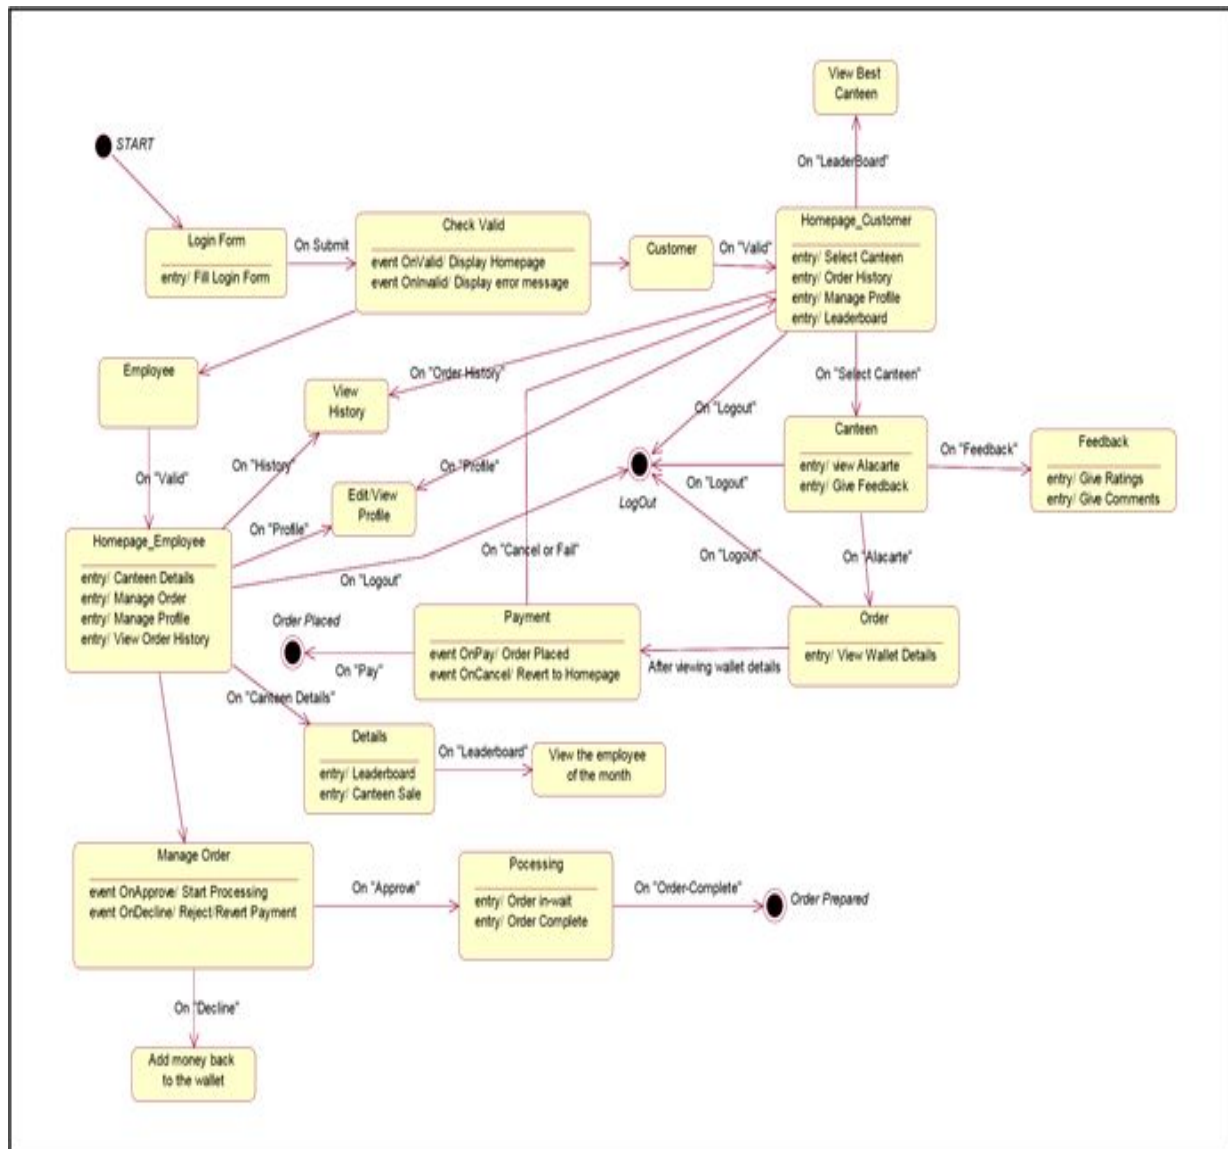 View Best
Canteen
START
On "LeaderBoard"
Login Form
entry/ Fill Login Form
On Submit
Check Valid
event OnValid/ Display Homepage
event OnInvalid/ Display error message
Customer
On "Valid"
Homepage_Customer
entry/ Select Canteen
entry/ Order History
entry/ Manage Profile
entry/ Leaderboard
Employee
View
History
On "Order History"
On "Select Canteen"
On "Logout"
On "Valid"
On "History"
On "Profile"
Canteen
entry/ view Alacarte
entry/ Give Feedback
On "Feedback"
Feedback
entry/ Give Ratings
entry/ Give Comments
Edit/View
Profile
On "Logout"
LogOut
Homepage_Employee
entry/ Canteen Details
entry/ Manage Order
entry/ Manage Profile
entry/ View Order History
On "Profile"
On "Logout"
On "Cancel or Fail"
On "Logout"
On "Alacarte"
Order Placed
On "Pay"
Payment
event OnPay/ Order Placed
event OnCancel/ Revert to Homepage
After viewing wallet details
Order
entry/ View Wallet Details
On "Canteen Details"
Details
entry/ Leaderboard
entry/ Canteen Sale
On "Leaderboard"
View the employee
of the month
Manage Order
event OnApprove/ Start Processing
event OnDecline/ Reject/Revert Payment
On "Approve"
Pocessing
entry/ Order in-wait
entry/ Order Complete
On "Order-Complete"
Order Prepared
On "Decline"
Add money back
to the wallet